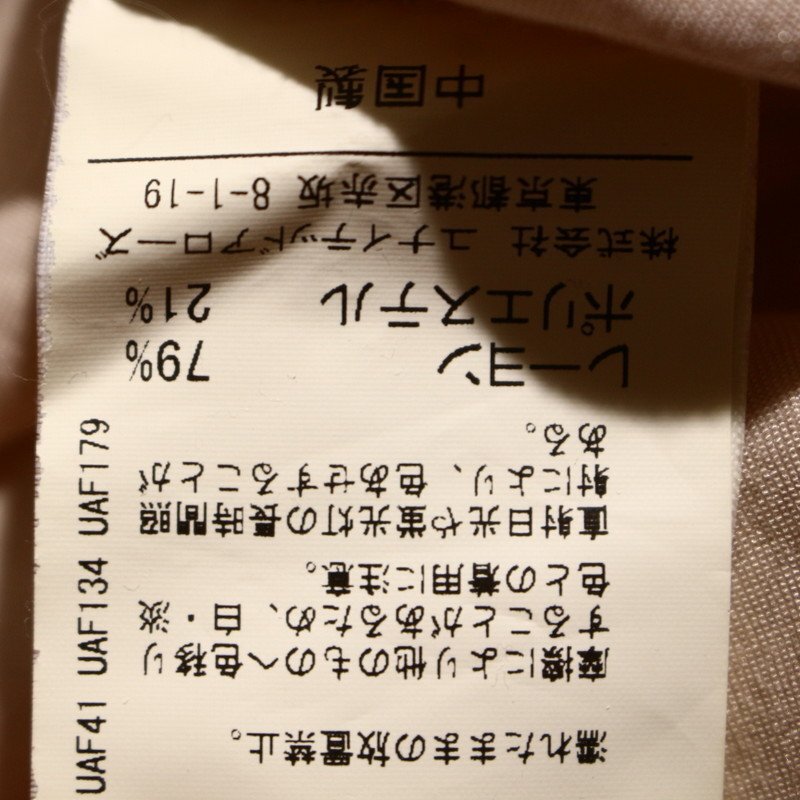 濡れたままの放置禁止。
摩擦により他のものへ色移り
することがあるため、白・淡
色との着用に注意。
直射日光や蛍光灯の長時間照
射により、色あせすることが
ある。
レーヨン 79%
ポリエステル 21%
株式会社 ユナイテッドアローズ
東京都港区赤坂 8-1-19
中国製
UAF41 UAF134 UAF179